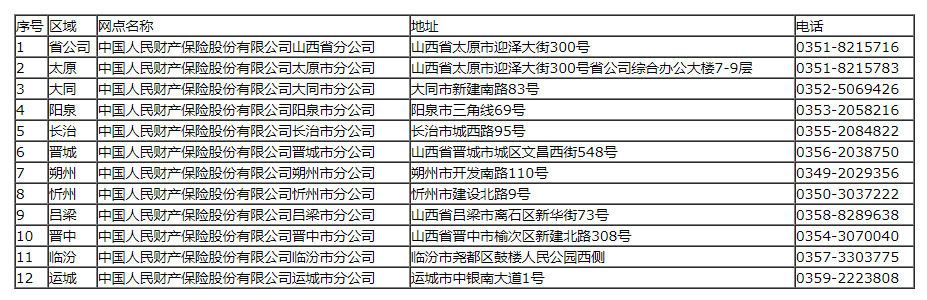 序号 区域 网点名称 地址 电话
1 省公司 中国人民财产保险股份有限公司山西省分公司 山西省太原市迎泽大街300号 0351-8215716
2 太原 中国人民财产保险股份有限公司太原市分公司 山西省太原市迎泽大街300号省公司综合办公大楼7-9层 0351-8215783
3 大同 中国人民财产保险股份有限公司大同市分公司 大同市新建南路83号 0352-5069426
4 阳泉 中国人民财产保险股份有限公司阳泉市分公司 阳泉市三角线69号 0353-2058216
5 长治 中国人民财产保险股份有限公司长治市分公司 长治市城西路95号 0355-2084822
6 晋城 中国人民财产保险股份有限公司晋城市分公司 山西省晋城市城区文昌西街548号 0356-2038750
7 朔州 中国人民财产保险股份有限公司朔州市分公司 朔州市开发南路110号 0349-2029356
8 忻州 中国人民财产保险股份有限公司忻州市分公司 忻州市建设北路9号 0350-3037222
9 吕梁 中国人民财产保险股份有限公司吕梁市分公司 山西省吕梁市离石区新华街73号 0358-8289638
10 晋中 中国人民财产保险股份有限公司晋中市分公司 山西省晋中市榆次区新建北路308号 0354-3070040
11 临汾 中国人民财产保险股份有限公司临汾市分公司 临汾市尧都区鼓楼人民公园西侧 0357-3303775
12 运城 中国人民财产保险股份有限公司运城市分公司 运城市中银南大道1号 0359-2223808